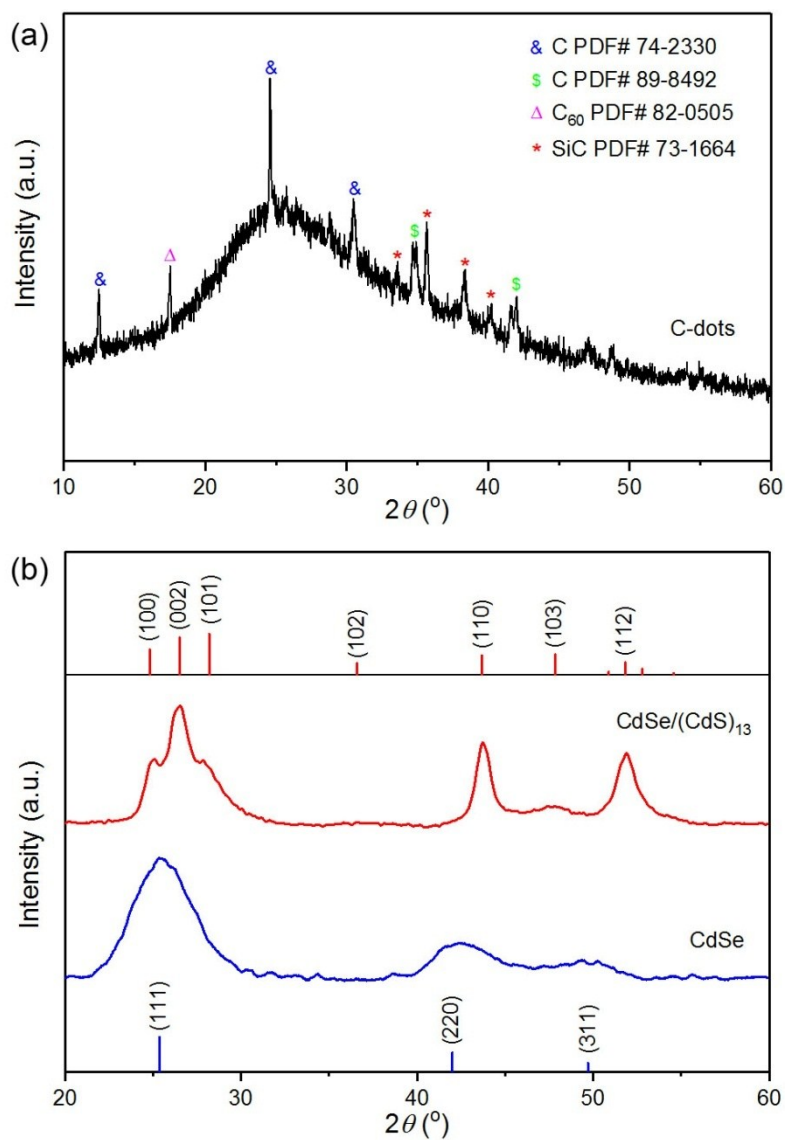 (a)
& C PDF# 74-2330
$ C PDF# 89-8492
Δ C₆₀ PDF# 82-0505
* SiC PDF# 73-1664
&
&
&
Δ
*
$
*
*
*
$
C-dots
Intensity (a.u.)
10 20 30 40 50 60
2θ (°)
(b)
(100) (002) (101) (102) (110) (103) (112)
CdSe/(CdS)₁₃
CdSe
Intensity (a.u.)
(111) (220) (311)
20 30 40 50 60
2θ (°)